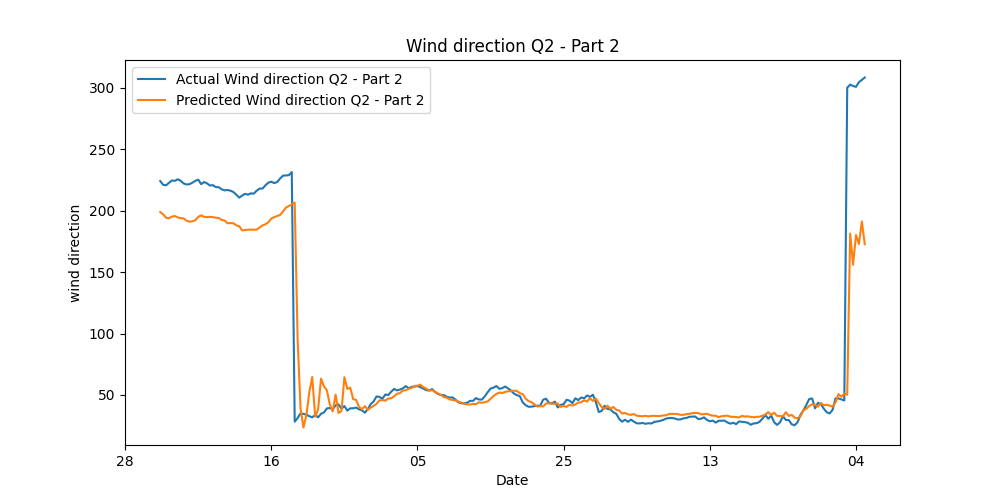 Wind direction Q2 - Part 2
Actual Wind direction Q2 - Part 2
Predicted Wind direction Q2 - Part 2
wind direction
300
250
200
150
100
50
28
16
05
25
13
04
Date